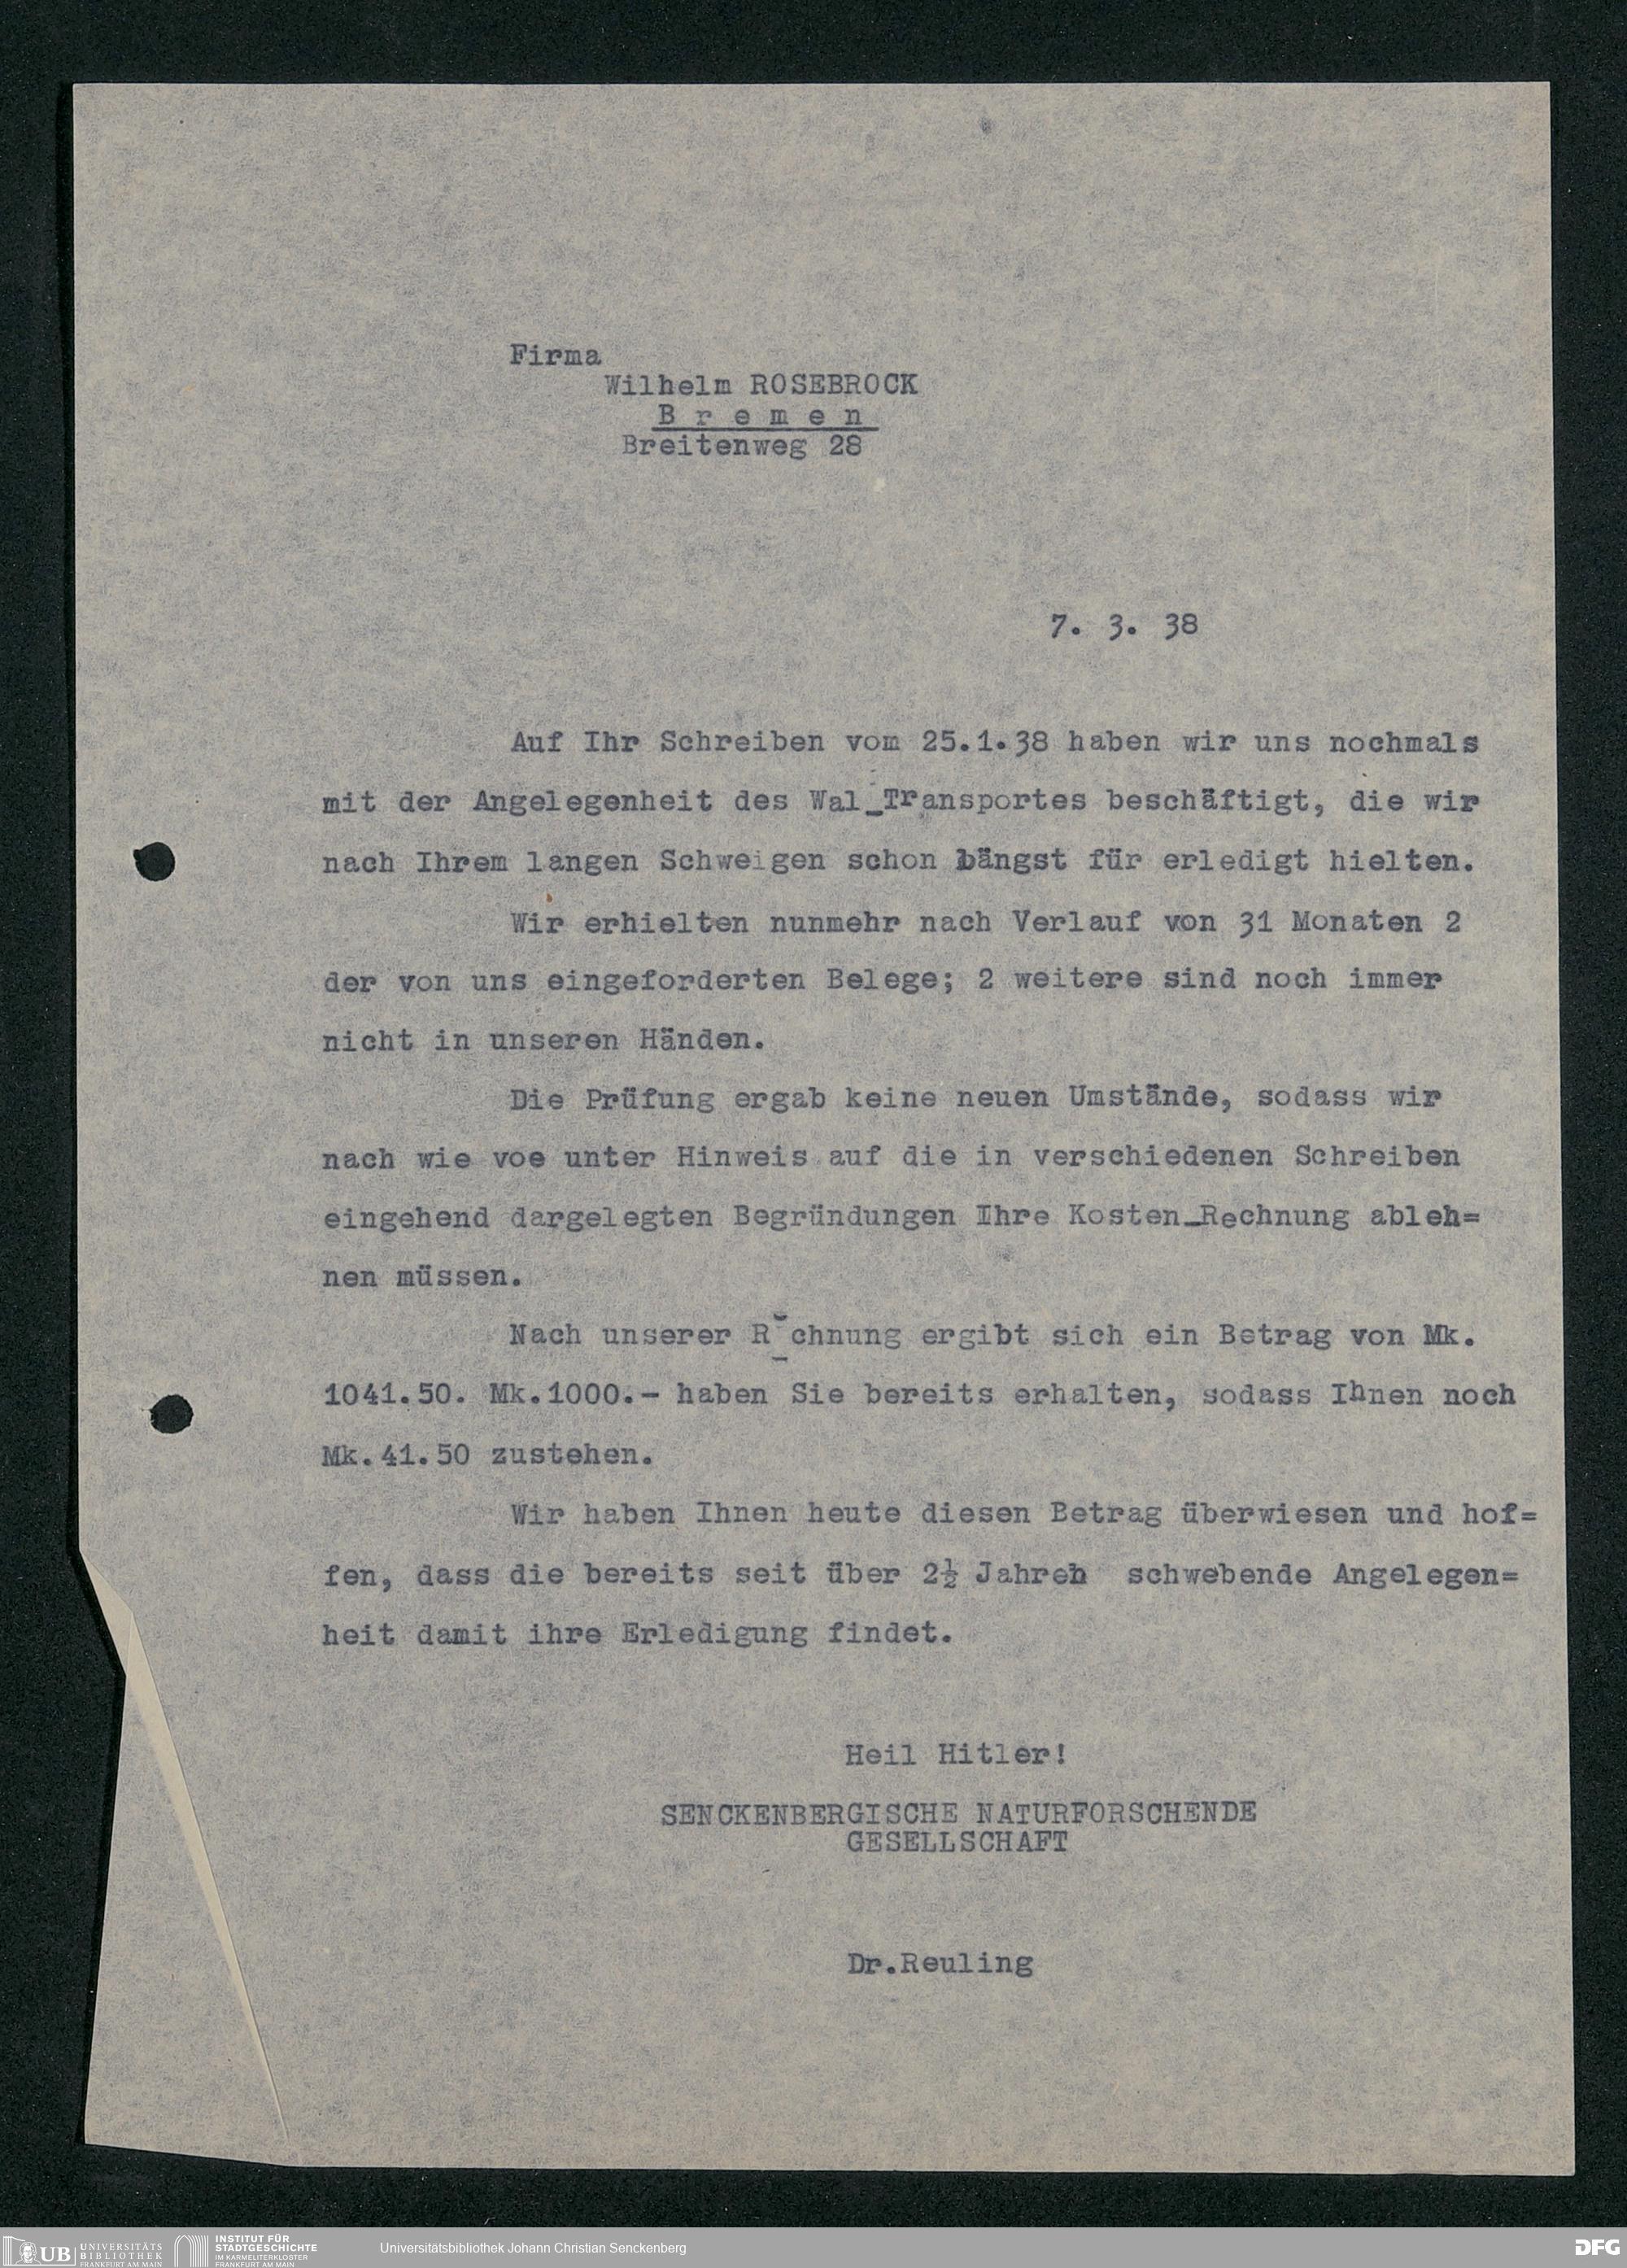 Firma
Wilhelm ROSEBROCK
B r e m e n
Breitenweg 28
7. 3. 38
Auf Ihr Schreiben vom 25.1.38 haben wir uns nochmals
mit der Angelegenheit des Wal_Transportes beschäftigt, die wir
nach Ihrem langen Schweigen schon längst für erledigt hielten.
Wir erhielten nunmehr nach Verlauf von 31 Monaten 2
der von uns eingeforderten Belege; 2 weitere sind noch immer
nicht in unseren Händen.
Die Prüfung ergab keine neuen Umstände, sodass wir
nach wie voe unter Hinweis auf die in verschiedenen Schreiben
eingehend dargelegten Begründungen Ihre Kosten_Rechnung ableh=
nen müssen.
Nach unserer Rechnung ergibt sich ein Betrag von Mk.
1041.50. Mk.1000.- haben Sie bereits erhalten, sodass Ihnen noch
Mk.41.50 zustehen.
Wir haben Ihnen heute diesen Betrag überwiesen und hof=
fen, dass die bereits seit über 2½ Jahren schwebende Angelegen=
heit damit ihre Erledigung findet.
Heil Hitler!
SENCKENBERGISCHE NATURFORSCHENDE
GESELLSCHAFT
Dr.Reuling
UB UNIVERSITÄTS BIBLIOTHEK FRANKFURT AM MAIN
INSTITUT FÜR STADTGESCHICHTE IM KARMELITERKLOSTER FRANKFURT AM MAIN
Universitätsbibliothek Johann Christian Senckenberg
DFG